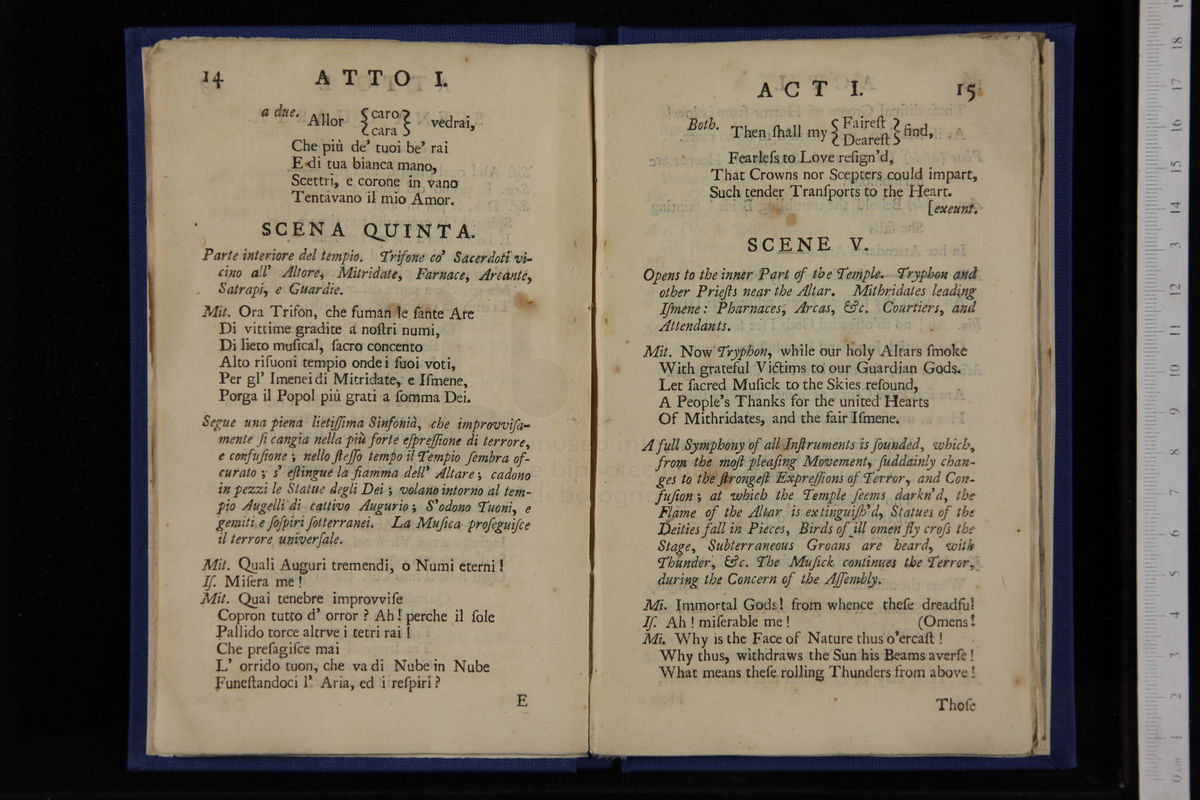 14 ATTO I.
a due. Allor {caro} {cara} vedrai,
Che più de' tuoi be' rai
E di tua bianca mano,
Scettri, e corone in vano
Tentavano il mio Amor.
SCENA QUINTA.
Parte interiore del tempio. Trifone co' Sacerdoti vi-
cino all' Altore, Mitridate, Farnace, Arcante,
Satrapi, e Guardie.
Mit. Ora Trifon, che fuman le ſante Are
Di vittime gradite a noſtri numi,
Di lieto muſical, ſacro concento
Alto riſuoni tempio onde i ſuoi voti,
Per gl' Imenei di Mitridate, e Iſmene,
Porga il Popol più grati a ſomma Dei.
Segue una piena lietiſſima Sinfonià, che improvviſa-
mente ſi cangia nella più forte eſpreſſione di terrore,
e confuſione; nello ſteſſo tempo il Tempio ſembra of-
curato; s' eſtingue la fiamma dell' Altare; cadono
in pezzi le Statue degli Dei; volano intorno al tem-
pio Augelli di cattivo Augurio; S'odono Tuoni, e
gemiti e ſoſpiri ſotterranei. La Muſica proſeguiſce
il terrore univerſale.
Mit. Quali Auguri tremendi, o Numi eterni!
Iſ. Miſera me!
Mit. Quai tenebre improvviſe
Copron tutto d' orror? Ah! perche il ſole
Pallido torce altrve i tetri rai!
Che preſagiſce mai
L' orrido tuon, che va di Nube in Nube
Funeſtandoci l' Aria, ed i reſpiri?
E
ACT I. 15
Both. Then ſhall my {Faireſt} {Deareſt} find,
Fearleſs to Love reſign'd,
That Crowns nor Scepters could impart,
Such tender Tranſports to the Heart.
[exeunt.
SCENE V.
Opens to the inner Part of the Temple. Tryphon and
other Prieſts near the Altar. Mithridates leading
Iſmene: Pharnaces, Arcas, &c. Courtiers, and
Attendants.
Mit. Now Tryphon, while our holy Altars ſmoke
With grateful Victims to our Guardian Gods.
Let ſacred Muſick to the Skies reſound,
A People's Thanks for the united Hearts
Of Mithridates, and the fair Iſmene.
A full Symphony of all Inſtruments is ſounded, which,
from the moſt pleaſing Movement, ſuddainly chan-
ges to the ſtrongeſt Expreſſions of Terror, and Con-
fuſion; at which the Temple ſeems darkn'd, the
Flame of the Altar is extinguiſh'd, Statues of the
Deities fall in Pieces, Birds of ill omen fly croſs the
Stage, Subterraneous Groans are heard, with
Thunder, &c. The Muſick continues the Terror,
during the Concern of the Aſſembly.
Mi. Immortal Gods! from whence theſe dreadful
Iſ. Ah! miſerable me! (Omens!
Mi. Why is the Face of Nature thus o'ercaſt!
Why thus, withdraws the Sun his Beams averſe!
What means theſe rolling Thunders from above!
Thoſe